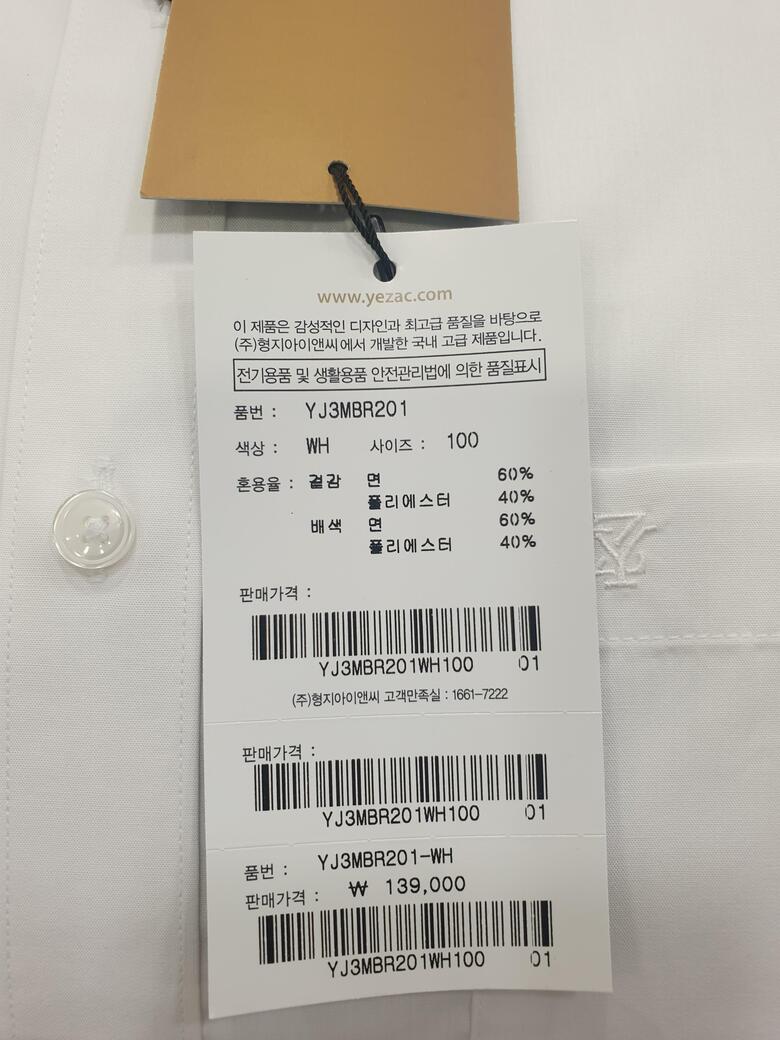 www.yezac.com
이 제품은 감성적인 디자인과 최고급 품질을 바탕으로
(주)형지아이앤씨에서 개발한 국내 고급 제품입니다.
전기용품 및 생활용품 안전관리법에 의한 품질표시
품번 : YJ3MBR201
색상 : WH 사이즈 : 100
혼용율 : 겉감 면 60%
폴리에스터 40%
배색 면 60%
폴리에스터 40%
판매가격 :
YJ3MBR201WH100 01
(주)형지아이앤씨 고객만족실 : 1661-7222
판매가격 :
YJ3MBR201WH100 01
품번 : YJ3MBR201-WH
판매가격 : ₩ 139,000
YJ3MBR201WH100 01